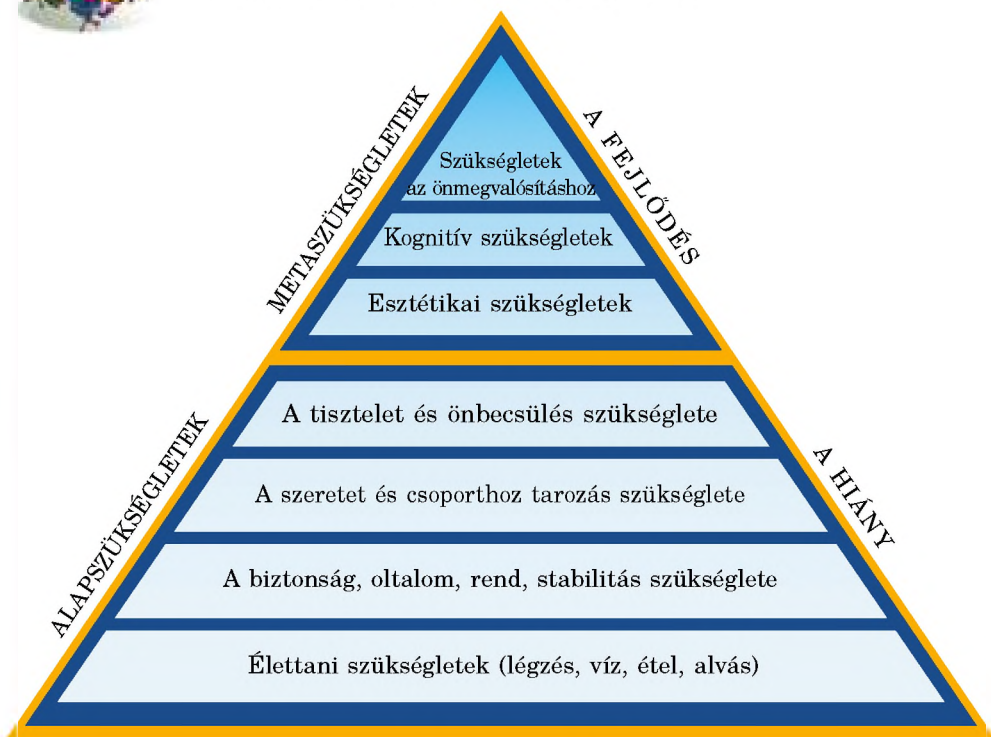 METASZÜKSÉGLETEK
A FEJLŐDÉS
Szükségletek
az önmegvalósításhoz
Kognitív szükségletek
Esztétikai szükségletek
ALAPSZÜKSÉGLETEK
A HIÁNY
A tisztelet és önbecsülés szükséglete
A szeretet és csoporthoz tarozás szükséglete
A biztonság, oltalom, rend, stabilitás szükséglete
Élettani szükségletek (légzés, víz, étel, alvás)